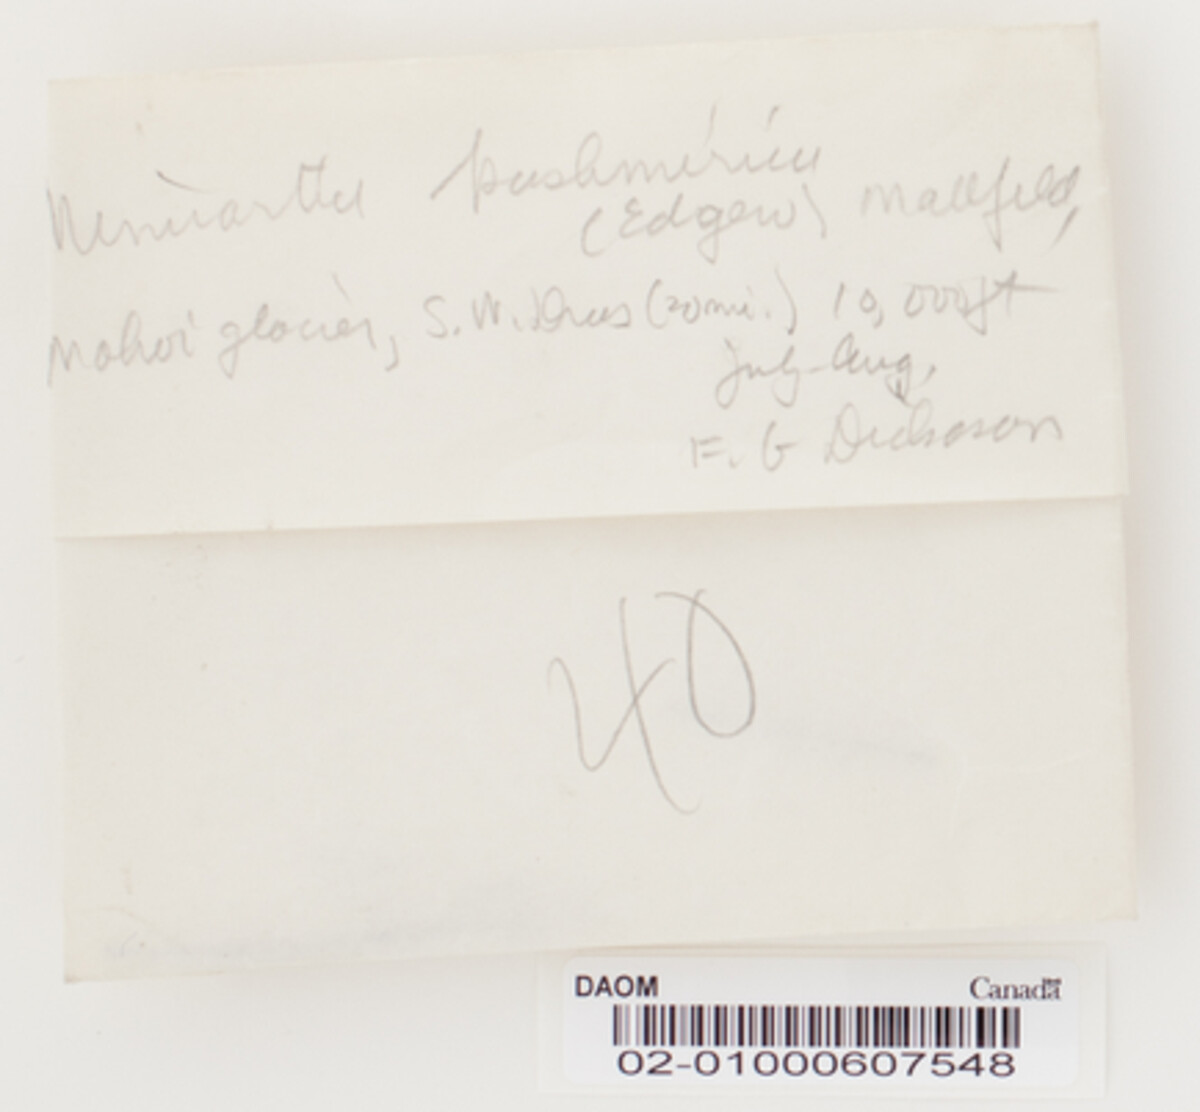 Minuartia kashmirica
(Edgew) Mattfeld,
glacier, S. W. Dras (20 mi.) 10,000 ft
July-Aug.
F. G Dickason
40
DAOM Canada
02-01000607548